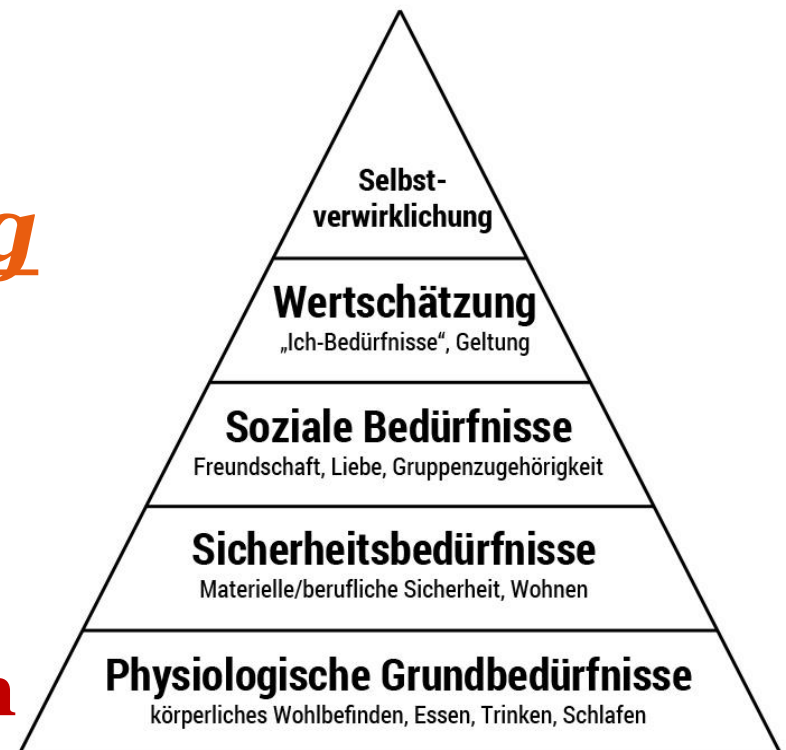 Selbst-
verwirklichung
g
Wertschätzung
„Ich-Bedürfnisse“, Geltung
Soziale Bedürfnisse
Freundschaft, Liebe, Gruppenzugehörigkeit
Sicherheitsbedürfnisse
Materielle/berufliche Sicherheit, Wohnen
n
Physiologische Grundbedürfnisse
körperliches Wohlbefinden, Essen, Trinken, Schlafen